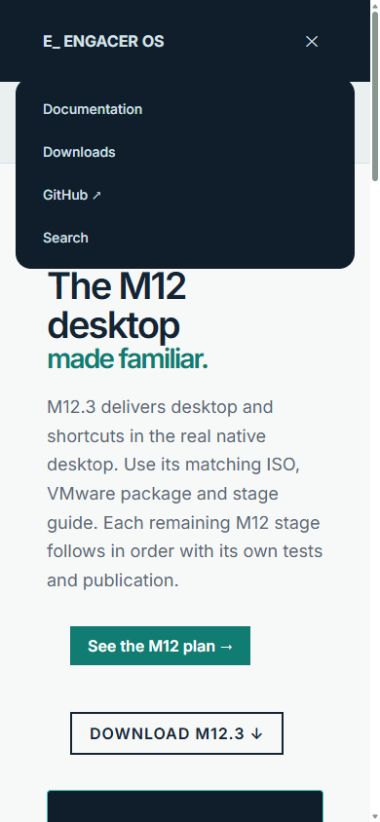 E_ ENGACER OS
Documentation
Downloads
GitHub ↗
Search
The M12
desktop
made familiar.
M12.3 delivers desktop and
shortcuts in the real native
desktop. Use its matching ISO,
VMware package and stage
guide. Each remaining M12 stage
follows in order with its own tests
and publication.
See the M12 plan →
DOWNLOAD M12.3 ↓